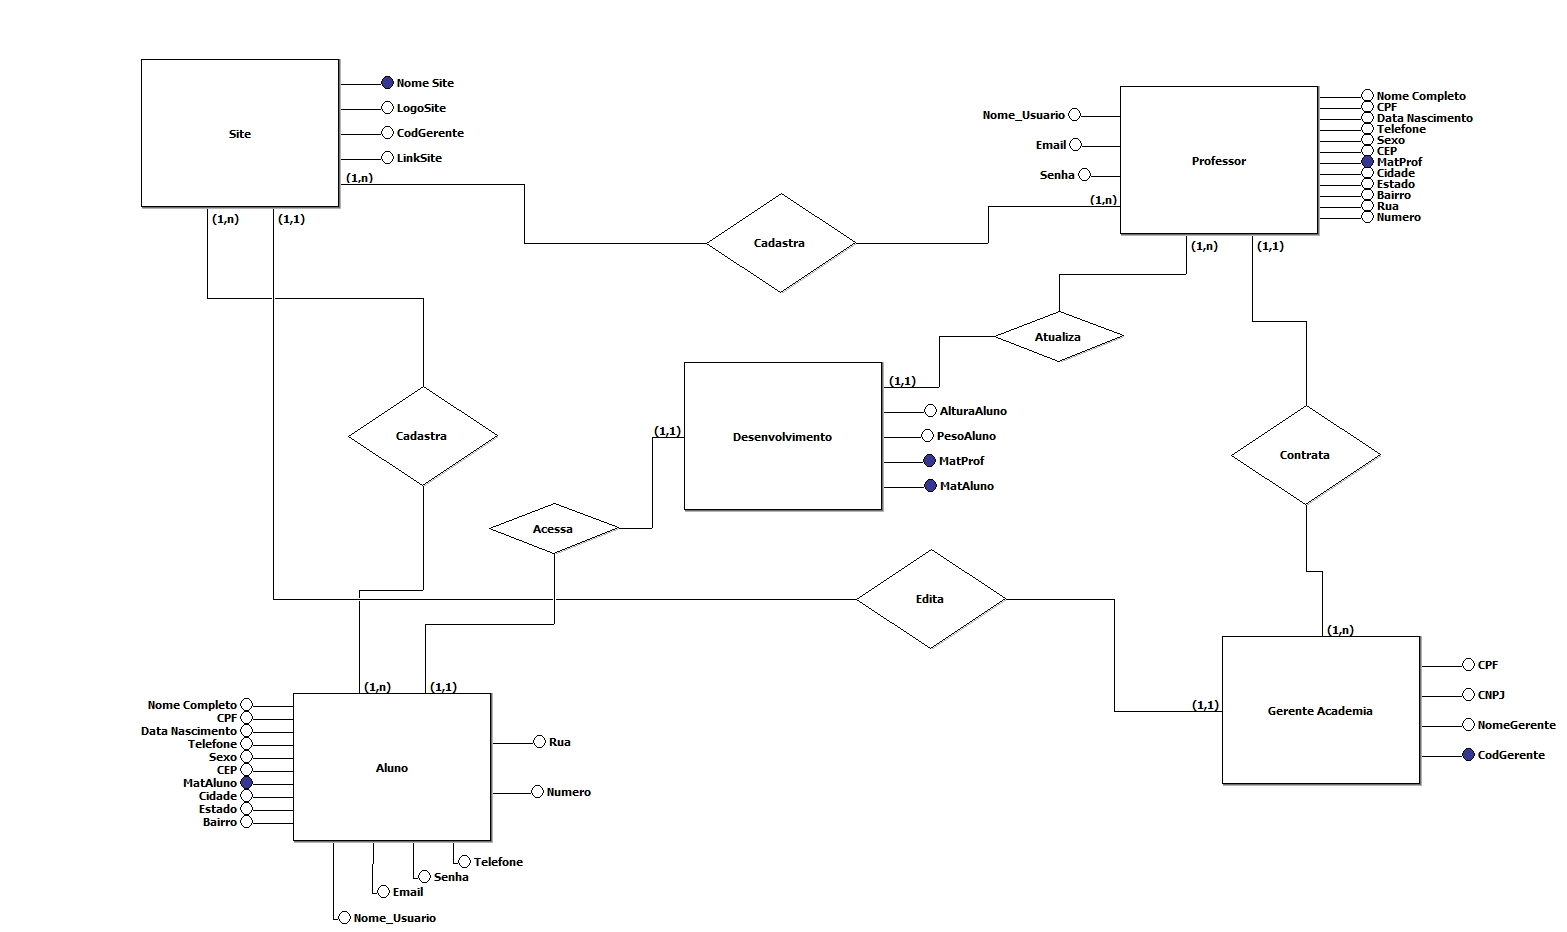 Site
Nome Site
LogoSite
CodGerente
LinkSite
(1,n)
(1,n)
(1,1)
Cadastra
Nome_Usuario
Email
Senha
(1,n)
Professor
Nome Completo
CPF
Data Nascimento
Telefone
Sexo
CEP
MatProf
Cidade
Estado
Bairro
Rua
Numero
(1,n)
(1,1)
Atualiza
Cadastra
(1,1)
(1,1)
Desenvolvimento
AlturaAluno
PesoAluno
MatProf
MatAluno
Contrata
Acessa
Edita
(1,n)
(1,1)
Gerente Academia
CPF
CNPJ
NomeGerente
CodGerente
(1,n)
(1,1)
Nome Completo
CPF
Data Nascimento
Telefone
Sexo
CEP
MatAluno
Cidade
Estado
Bairro
Aluno
Rua
Numero
Telefone
Senha
Email
Nome_Usuario